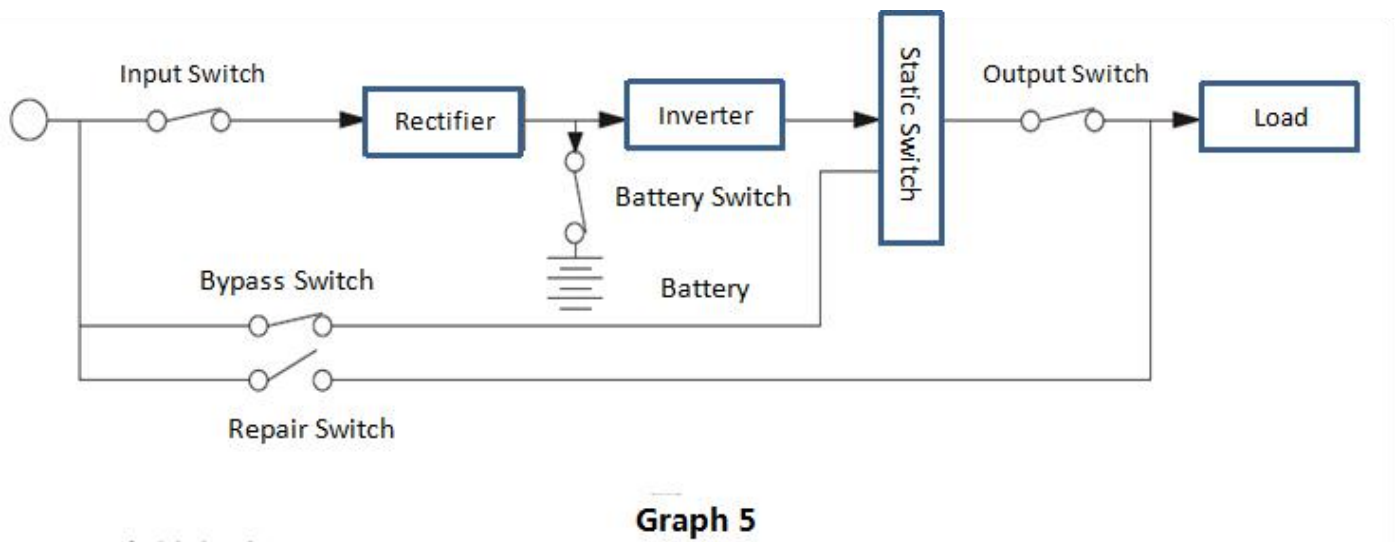 Input Switch
Output Switch
Rectifier
Inverter
Static Switch
Load
Battery Switch
Bypass Switch
Battery
Repair Switch
Graph 5